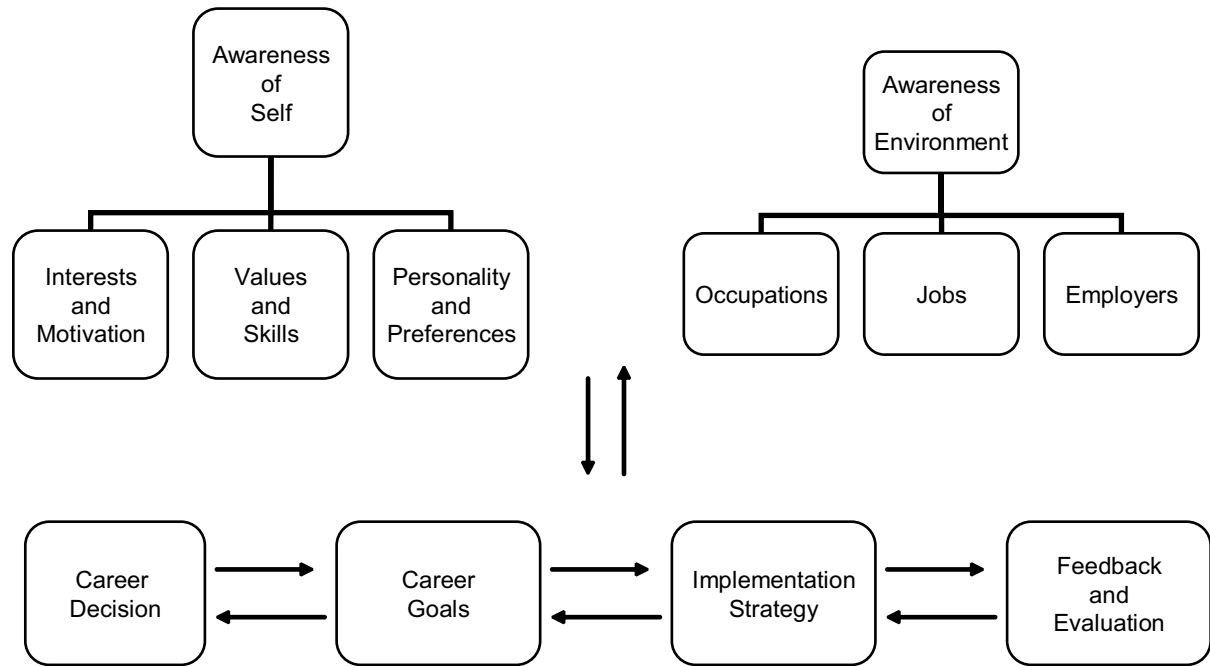 Awareness
of
Self
Awareness
of
Environment
Interests
and
Motivation
Values
and
Skills
Personality
and
Preferences
Occupations
Jobs
Employers
Career
Decision
Career
Goals
Implementation
Strategy
Feedback
and
Evaluation